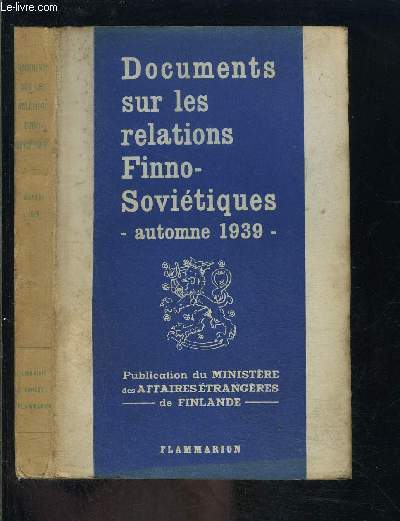 Documents
sur les
relations
Finno-
Soviétiques
- automne 1939 -
Publication du MINISTÈRE
des AFFAIRES ÉTRANGÈRES
de FINLANDE
FLAMMARION
le-livre.com